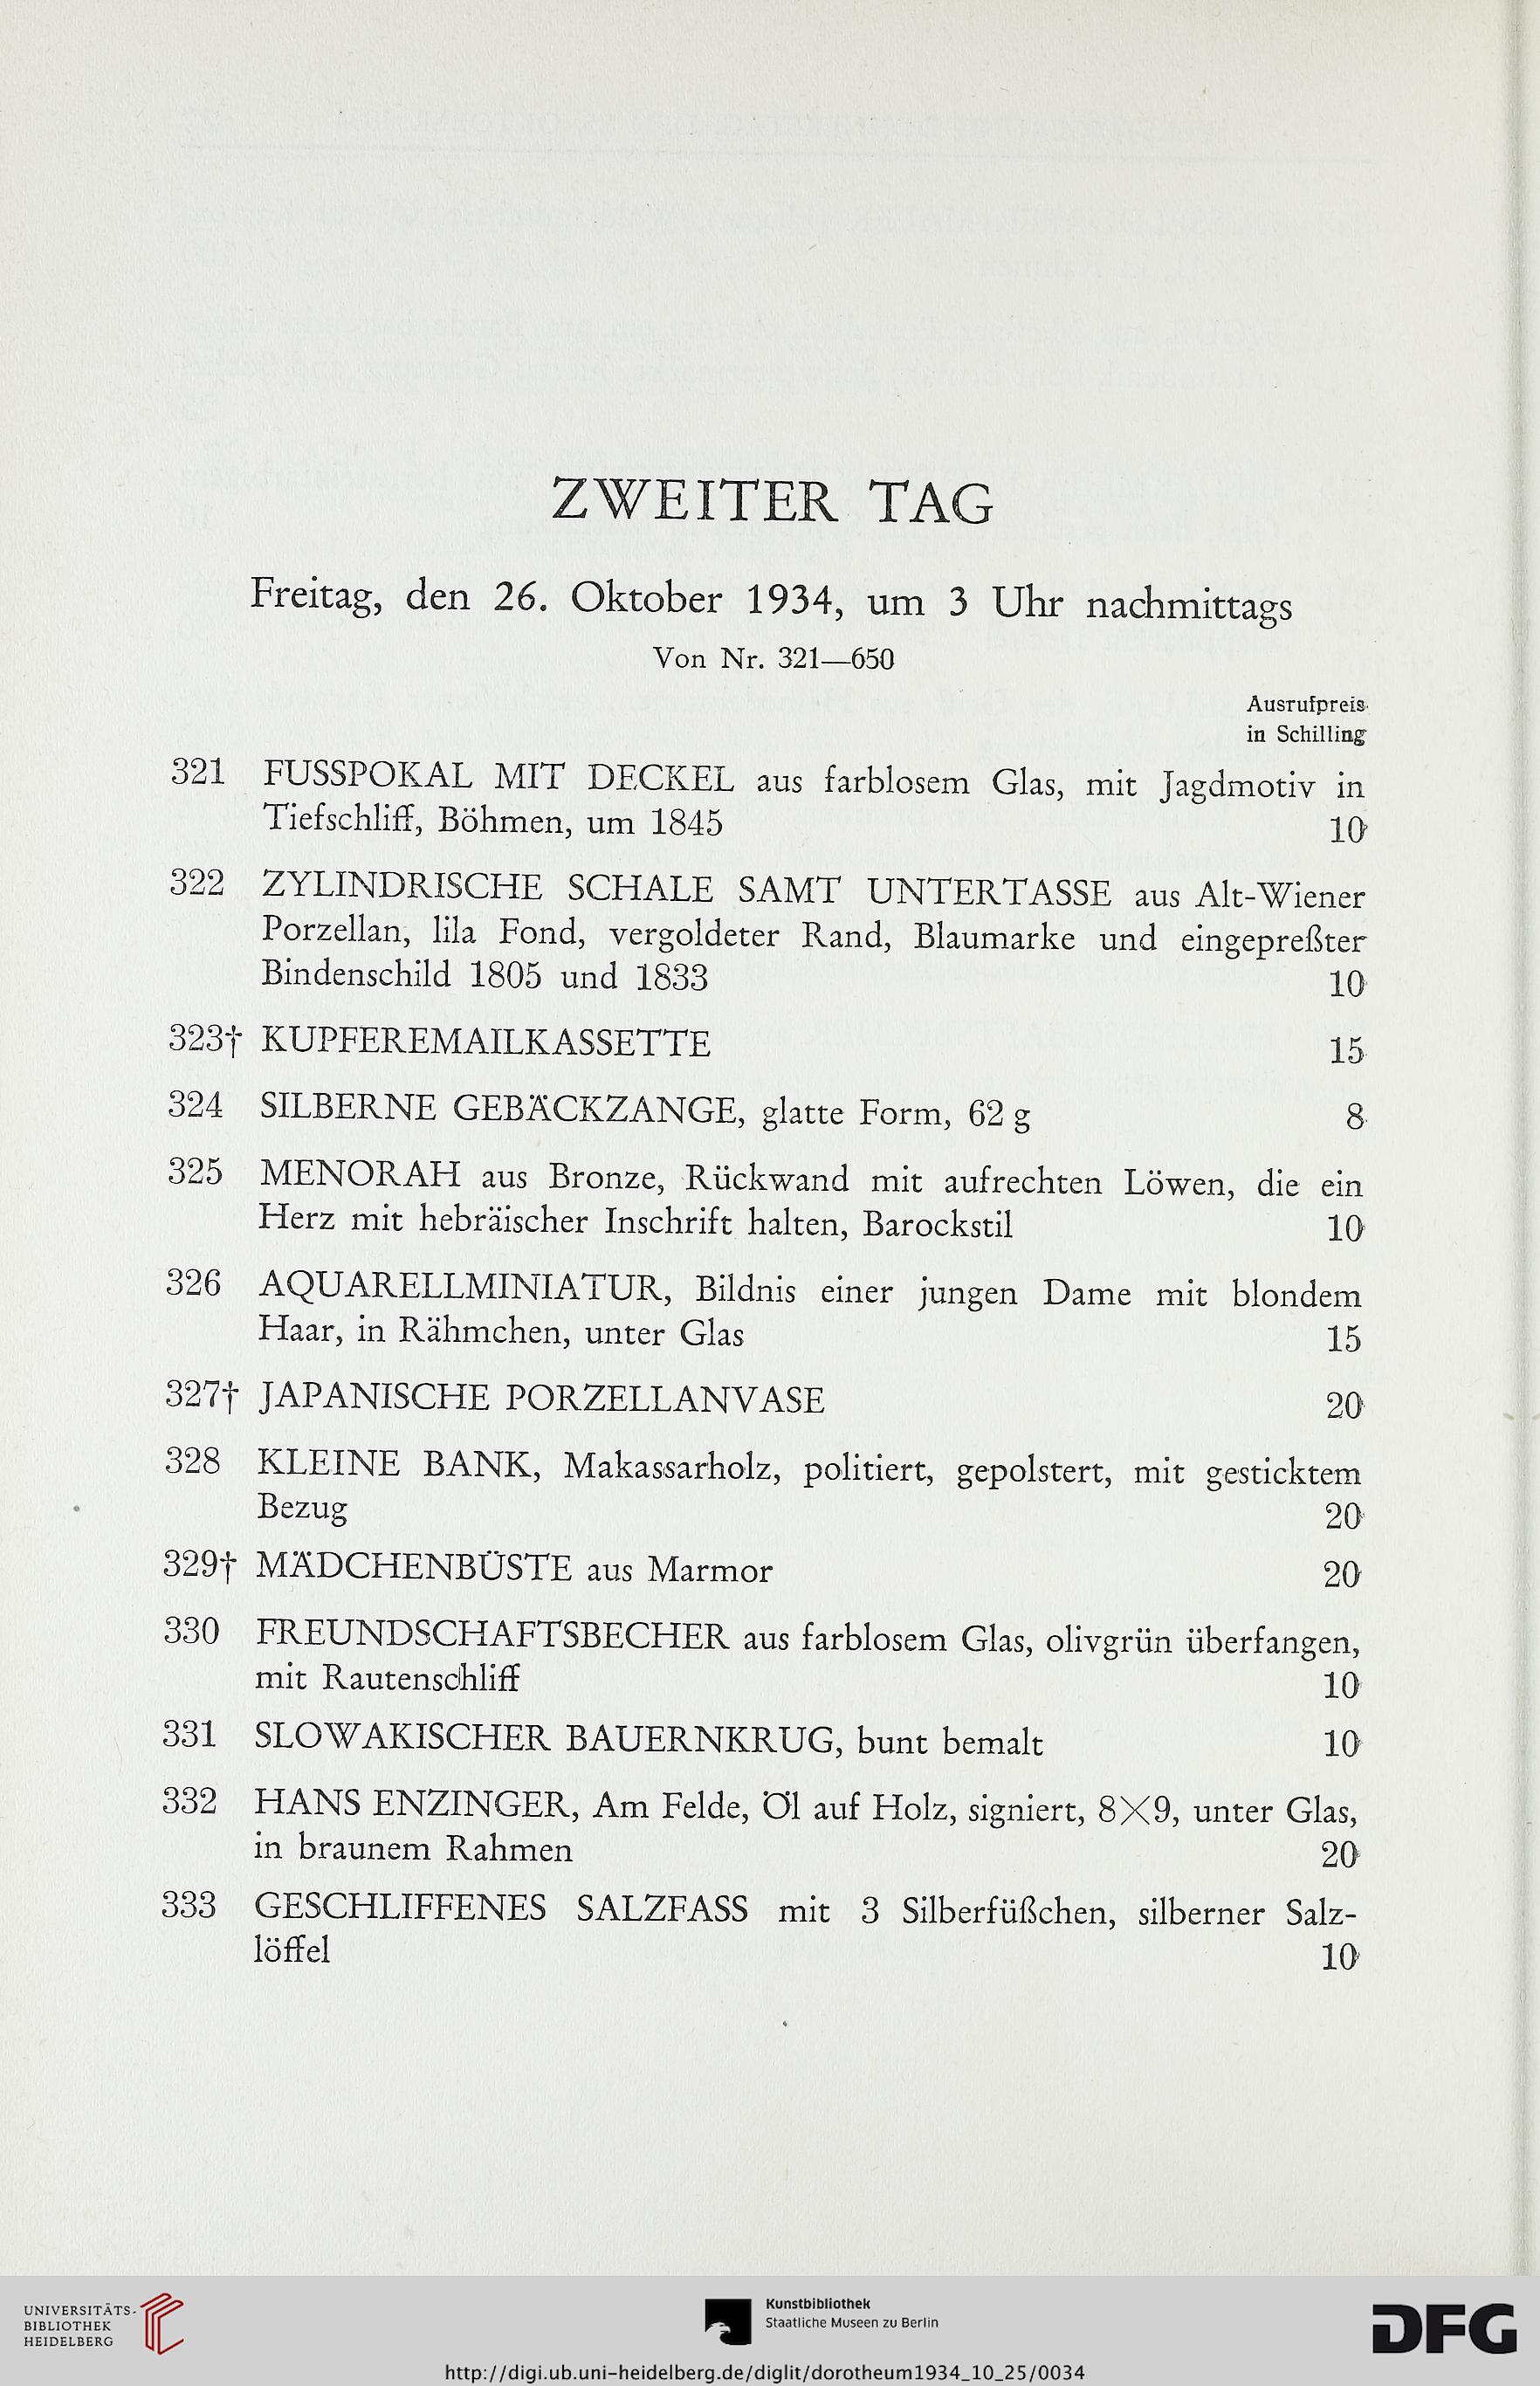 ZWEITER TAG
Freitag, den 26. Oktober 1934, um 3 Uhr nachmittags
Von Nr. 321—650
Ausrufpreis
in Schilling
321 FUSSPOKAL MIT DECKEL aus farblosem Glas, mit Jagdmotiv in
Tiefschliff, Böhmen, um 1845 10
322 ZYLINDRISCHE SCHALE SAMT UNTERTASSE aus Alt-Wiener
Porzellan, lila Fond, vergoldeter Rand, Blaumarke und eingepreßter
Bindenschild 1805 und 1833 10
323† KUPFEREMAILKASSETTE 15
324 SILBERNE GEBÄCKZANGE, glatte Form, 62 g 8
325 MENORAH aus Bronze, Rückwand mit aufrechten Löwen, die ein
Herz mit hebräischer Inschrift halten, Barockstil 10
326 AQUARELLMINIATUR, Bildnis einer jungen Dame mit blondem
Haar, in Rähmchen, unter Glas 15
327† JAPANISCHE PORZELLANVASE 20
328 KLEINE BANK, Makassarholz, politiert, gepolstert, mit gesticktem
Bezug 20
329† MÄDCHENBÜSTE aus Marmor 20
330 FREUNDSCHAFTSBECHER aus farblosem Glas, olivgrün überfangen,
mit Rautenschliff 10
331 SLOWAKISCHER BAUERNKRUG, bunt bemalt 10
332 HANS ENZINGER, Am Felde, Öl auf Holz, signiert, 8×9, unter Glas,
in braunem Rahmen 20
333 GESCHLIFFENES SALZFASS mit 3 Silberfüßchen, silberner Salz-
löffel 10
UNIVERSITÄTS-
BIBLIOTHEK
HEIDELBERG
Kunstbibliothek
Staatliche Museen zu Berlin
DFG
http://digi.ub.uni-heidelberg.de/diglit/dorotheum1934_10_25/0034